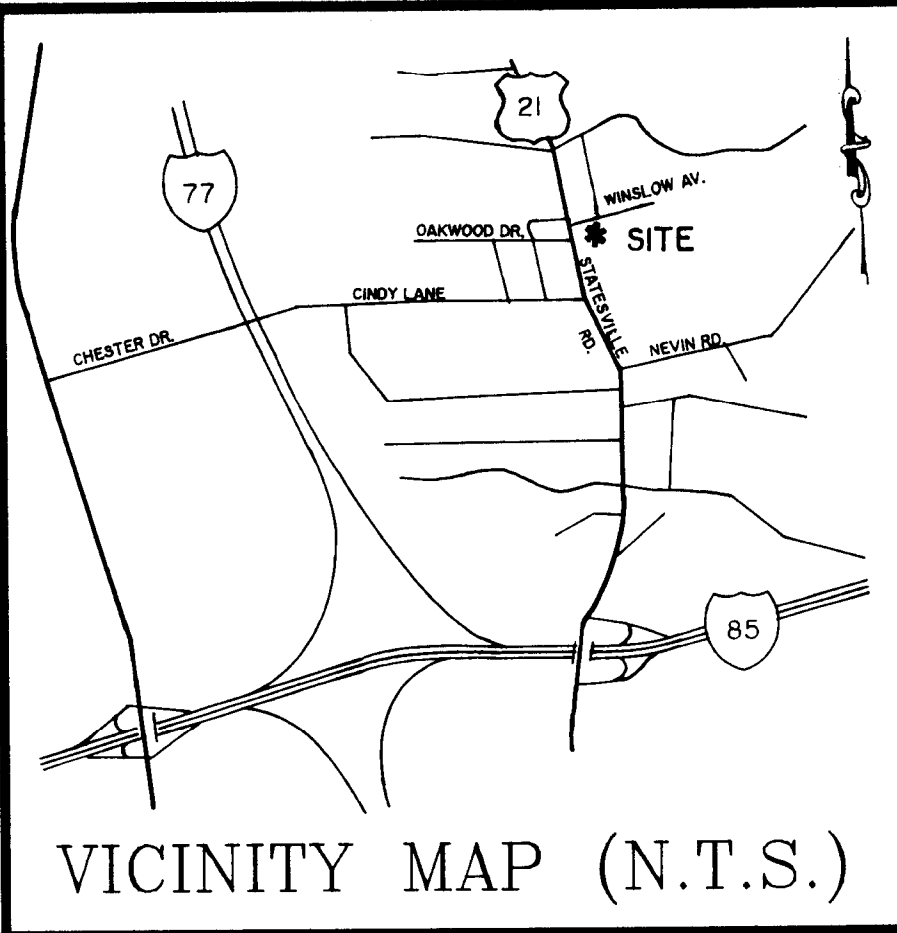 21
77
WINSLOW AV.
OAKWOOD DR.
SITE
CINDY LANE
STATESVILLE
RD.
CHESTER DR.
NEVIN RD.
85
VICINITY MAP (N.T.S.)